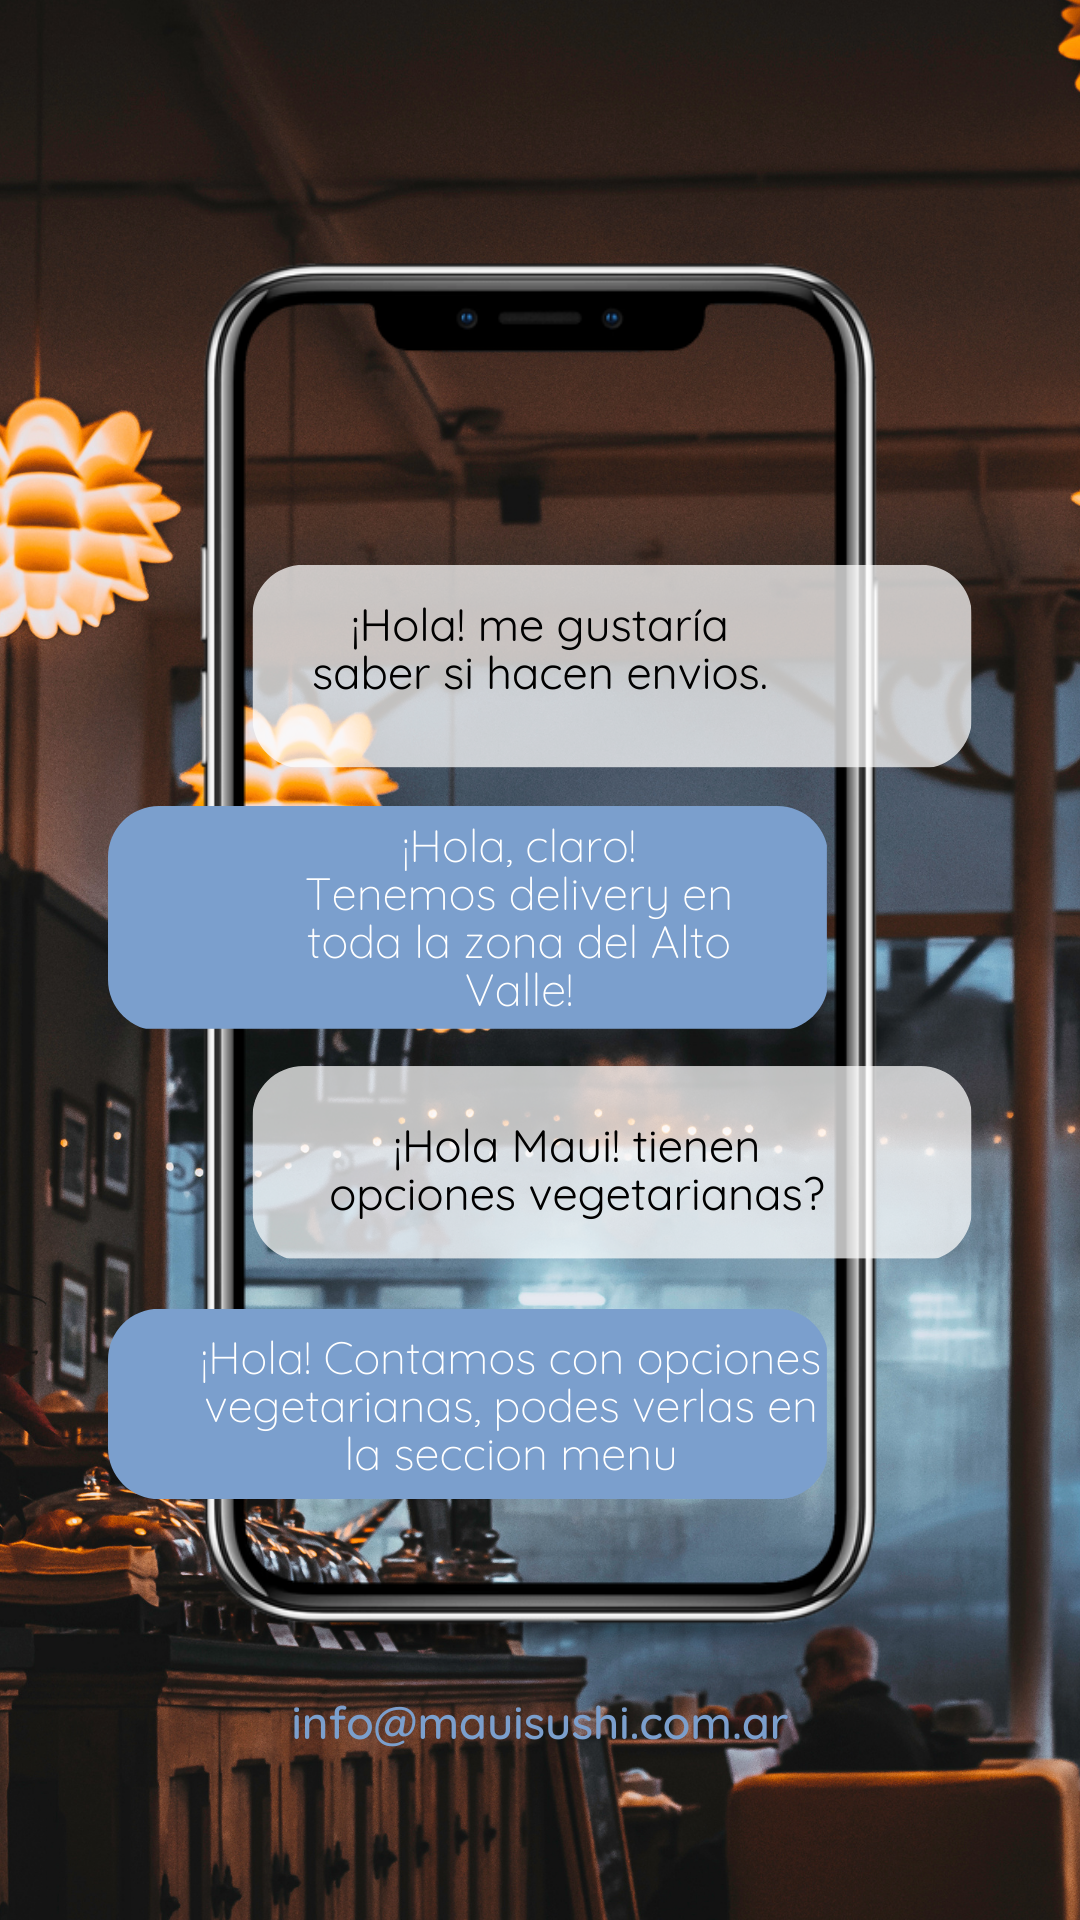 ¡Hola! me gustaría
saber si hacen envios.
¡Hola, claro!
Tenemos delivery en
toda la zona del Alto
Valle!
¡Hola Maui! tienen
opciones vegetarianas?
¡Hola! Contamos con opciones
vegetarianas, podes verlas en
la seccion menu
info@mauisushi.com.ar